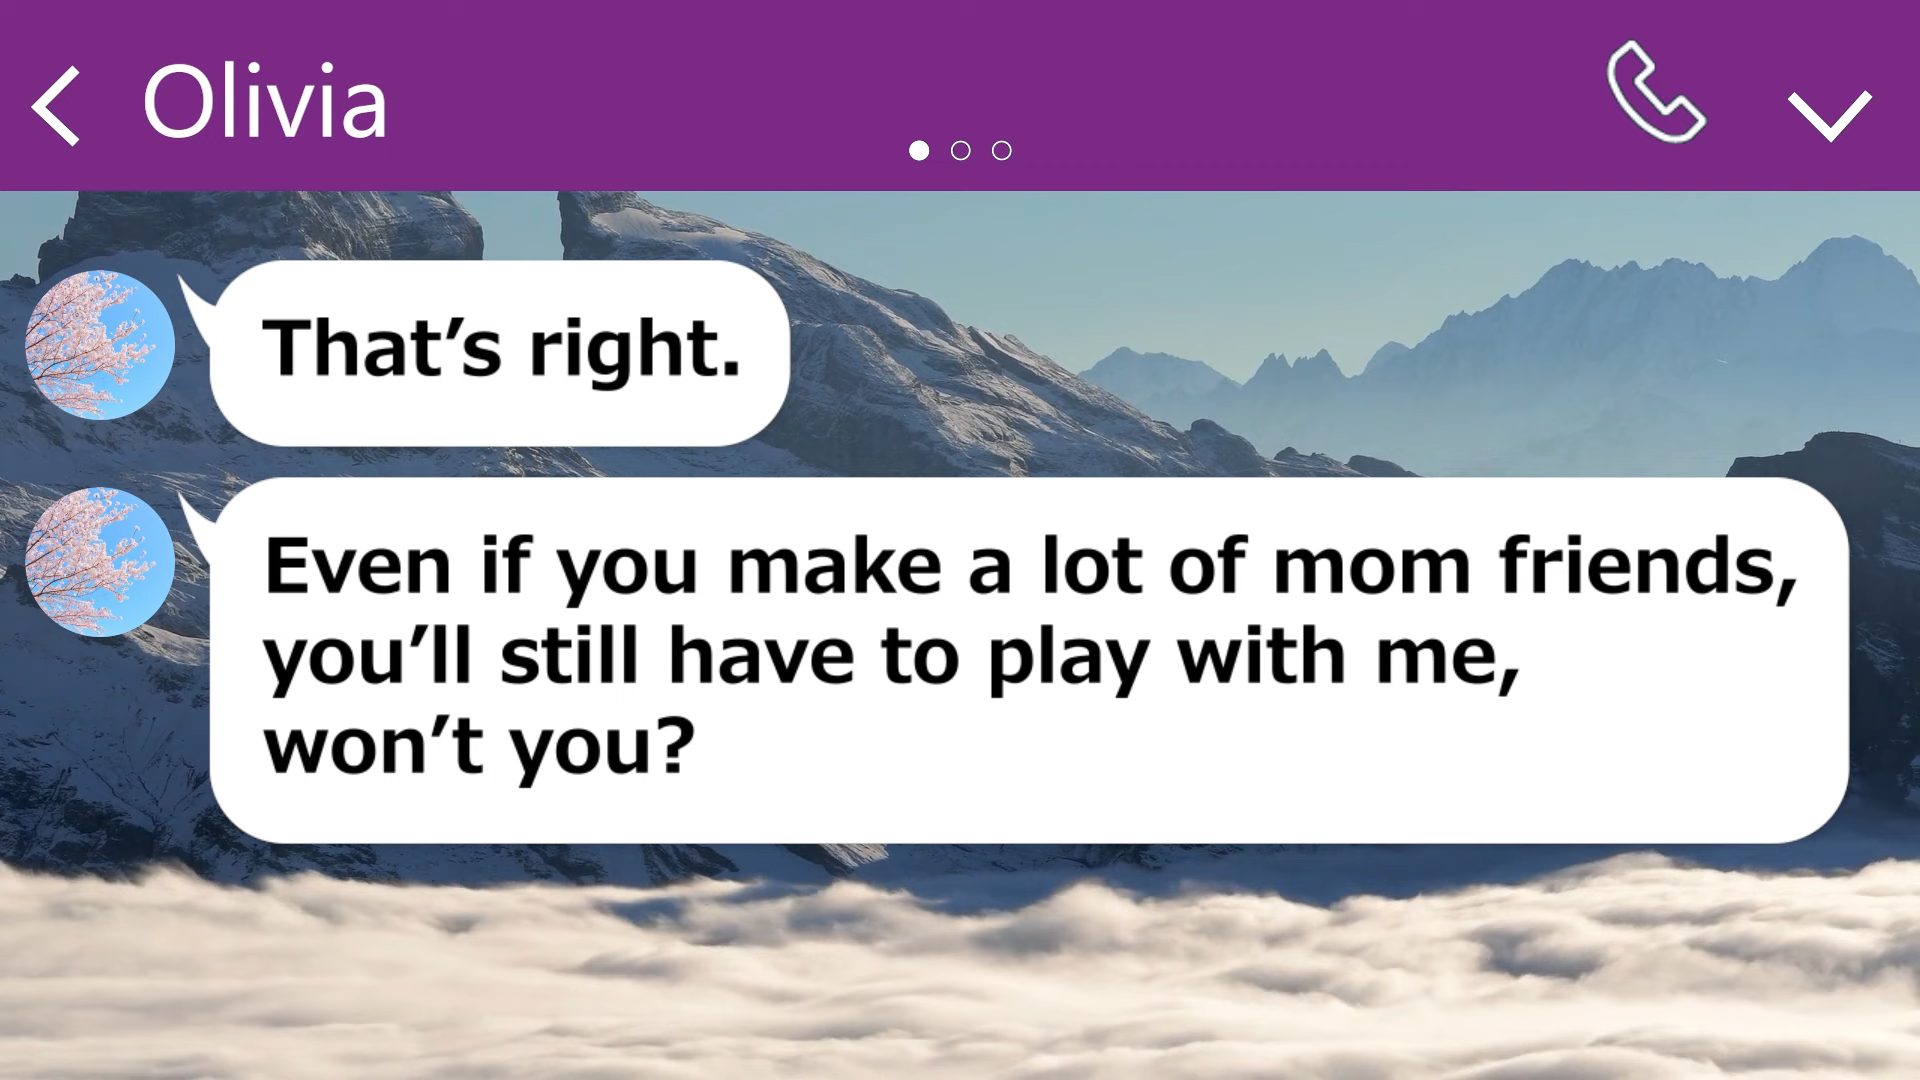 Olivia
That’s right.
Even if you make a lot of mom friends,
you’ll still have to play with me,
won’t you?